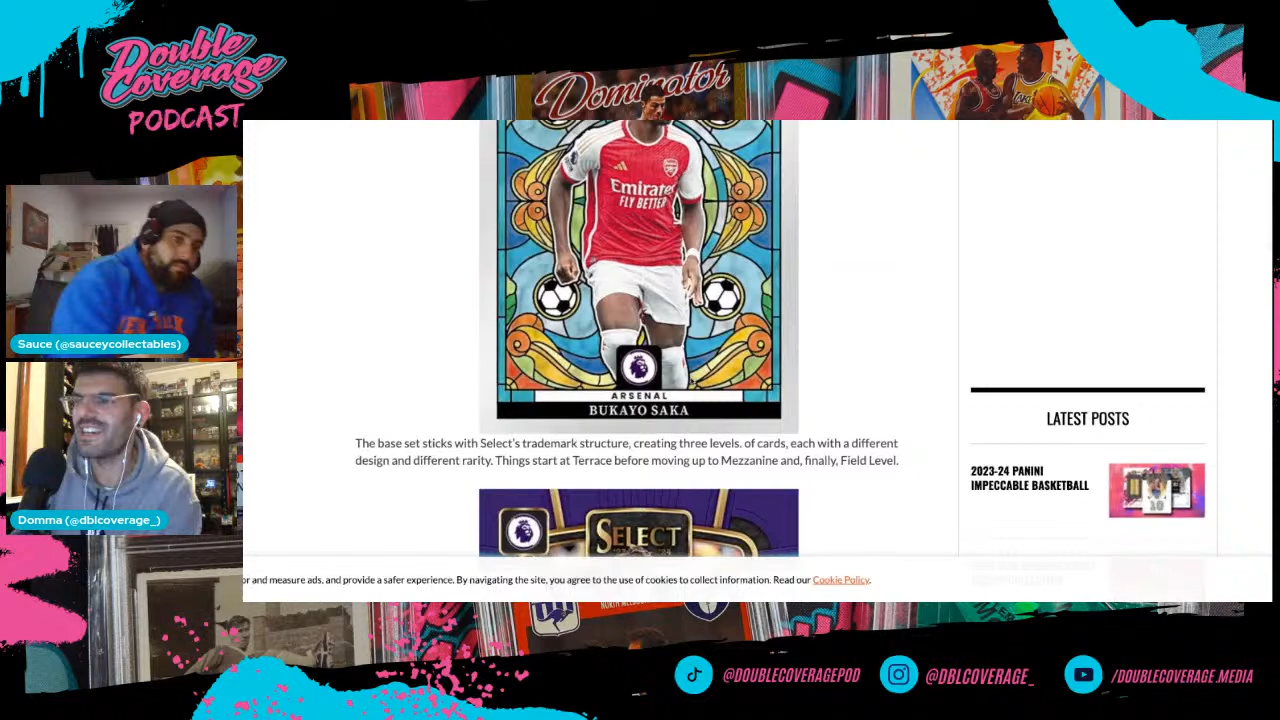 Double
Coverage
PODCAST
Dominator
Emirates
FLY BETTER
ARSENAL
BUKAYO SAKA
The base set sticks with Select's trademark structure, creating three levels. of cards, each with a different
design and different rarity. Things start at Terrace before moving up to Mezzanine and, finally, Field Level.
SELECT
LATEST POSTS
2023-24 PANINI
IMPECCABLE BASKETBALL
or and measure ads, and provide a safer experience. By navigating the site, you agree to the use of cookies to collect information. Read our Cookie Policy.
Sauce (@sauceycollectables)
Domma (@dblcoverage_)
@DOUBLECOVERAGEPOD
@DBLCOVERAGE_
/DOUBLECOVERAGE.MEDIA